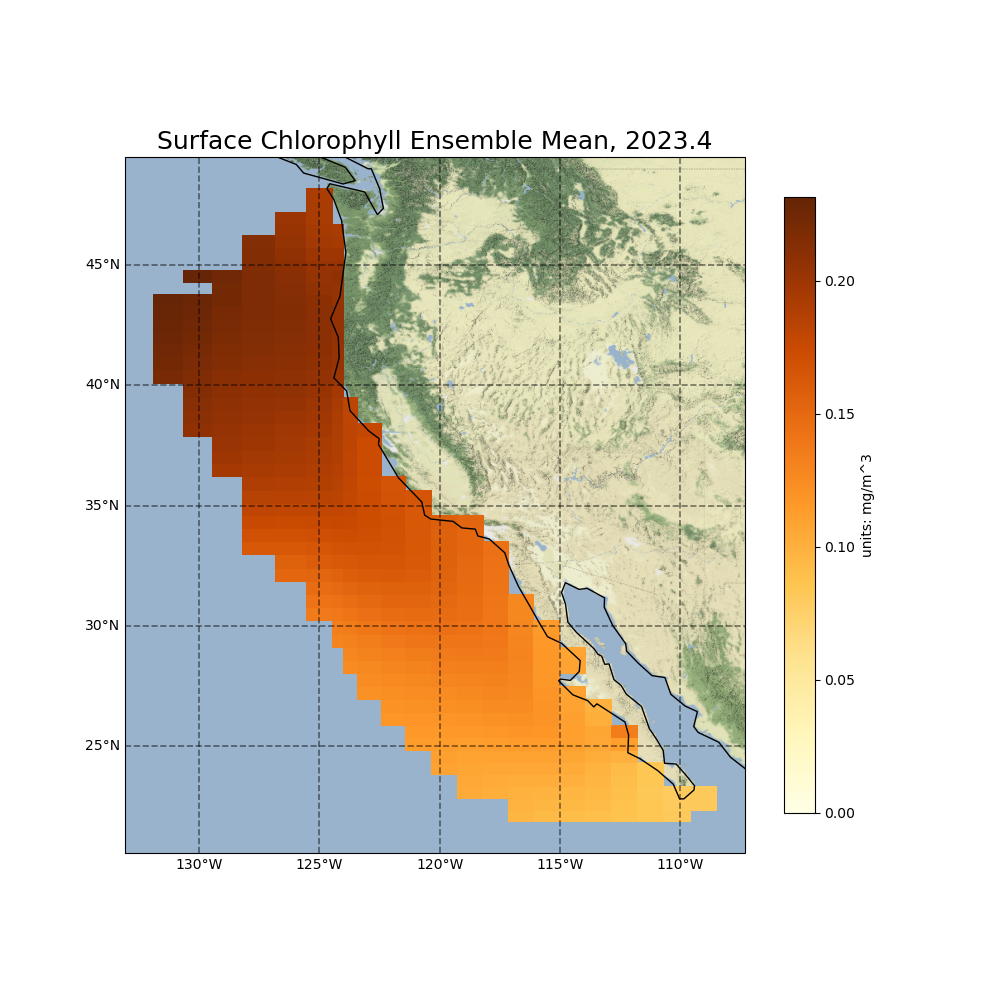 Surface Chlorophyll Ensemble Mean, 2023.4
45°N
40°N
35°N
30°N
25°N
130°W 125°W 120°W 115°W 110°W
0.20
0.15
0.10
0.05
0.00
units: mg/m^3